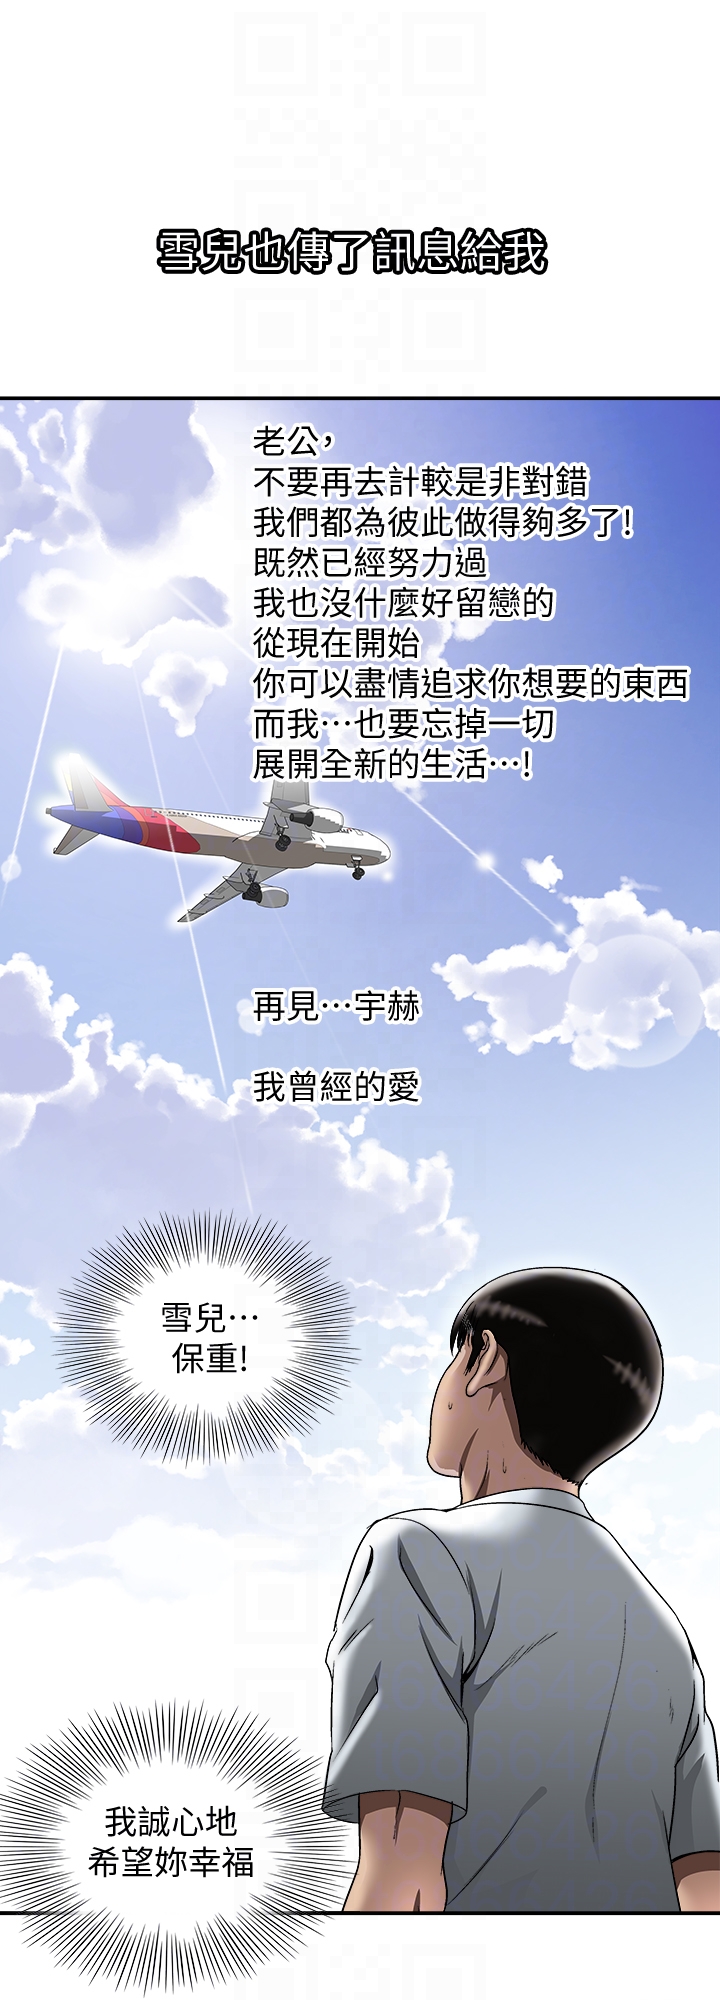 雪兒也傳了訊息給我
老公,
不要再去計較是非對錯
我們都為彼此做得夠多了!
既然已經努力過
我也沒什麼好留戀的
從現在開始
你可以盡情追求你想要的東西
而我…也要忘掉一切
展開全新的生活…!
再見…宇赫
我曾經的愛
雪兒…
保重!
我誠心地
希望妳幸福